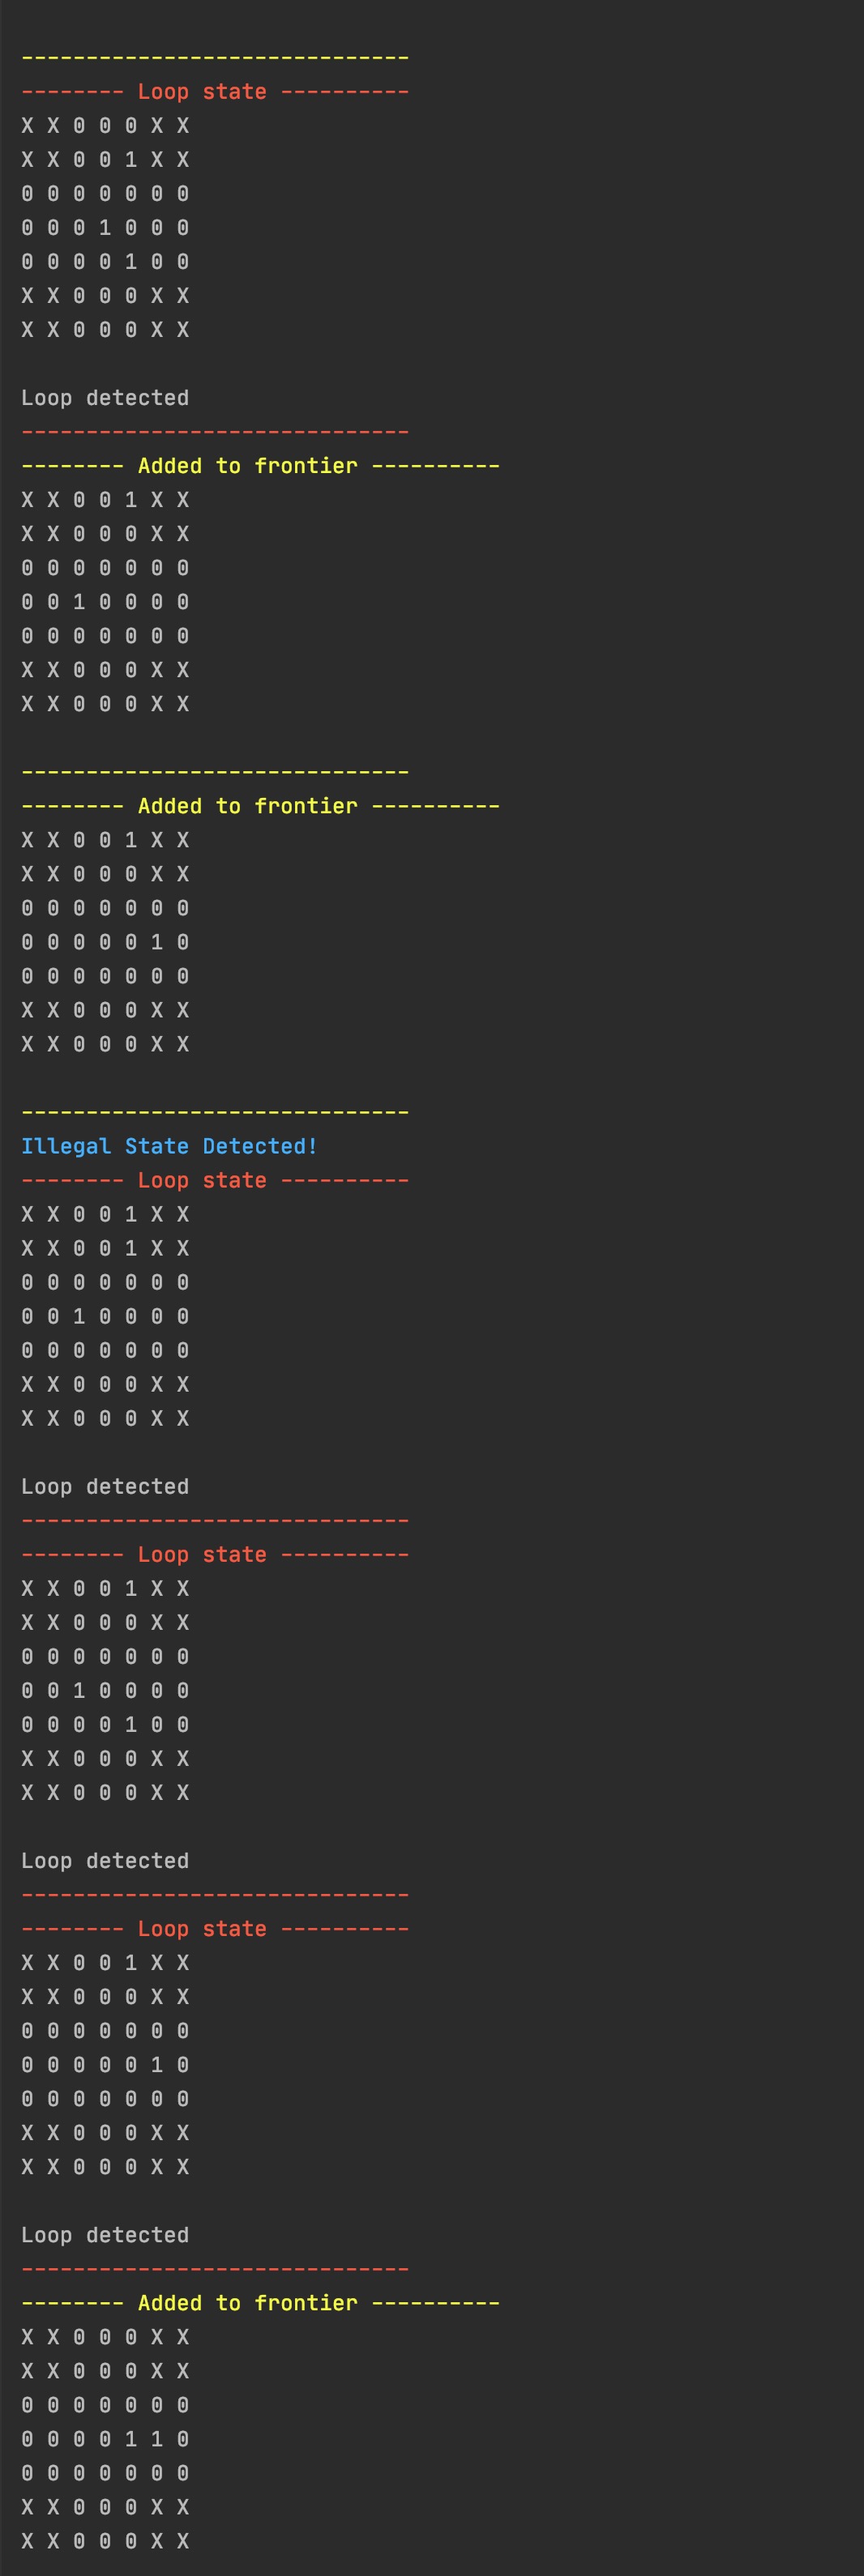 ------------------------------
-------- Loop state ----------
X X 0 0 0 X X
X X 0 0 1 X X
0 0 0 0 0 0 0
0 0 0 1 0 0 0
0 0 0 0 1 0 0
X X 0 0 0 X X
X X 0 0 0 X X
Loop detected
------------------------------
-------- Added to frontier ----------
X X 0 0 1 X X
X X 0 0 0 X X
0 0 0 0 0 0 0
0 0 1 0 0 0 0
0 0 0 0 0 0 0
X X 0 0 0 X X
X X 0 0 0 X X
------------------------------
-------- Added to frontier ----------
X X 0 0 1 X X
X X 0 0 0 X X
0 0 0 0 0 0 0
0 0 0 0 0 1 0
0 0 0 0 0 0 0
X X 0 0 0 X X
X X 0 0 0 X X
------------------------------
Illegal State Detected!
-------- Loop state ----------
X X 0 0 1 X X
X X 0 0 1 X X
0 0 0 0 0 0 0
0 0 1 0 0 0 0
0 0 0 0 0 0 0
X X 0 0 0 X X
X X 0 0 0 X X
Loop detected
------------------------------
-------- Loop state ----------
X X 0 0 1 X X
X X 0 0 0 X X
0 0 0 0 0 0 0
0 0 1 0 0 0 0
0 0 0 0 1 0 0
X X 0 0 0 X X
X X 0 0 0 X X
Loop detected
------------------------------
-------- Loop state ----------
X X 0 0 1 X X
X X 0 0 0 X X
0 0 0 0 0 0 0
0 0 0 0 0 1 0
0 0 0 0 0 0 0
X X 0 0 0 X X
X X 0 0 0 X X
Loop detected
------------------------------
-------- Added to frontier ----------
X X 0 0 0 X X
X X 0 0 0 X X
0 0 0 0 0 0 0
0 0 0 0 1 1 0
0 0 0 0 0 0 0
X X 0 0 0 X X
X X 0 0 0 X X